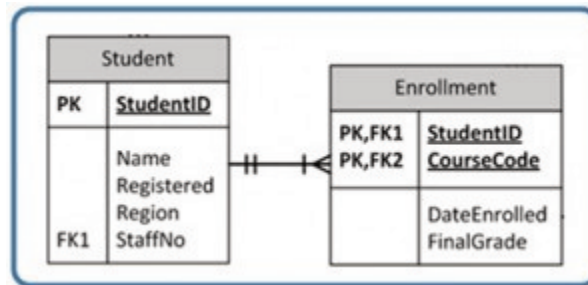 Student
PK StudentID
Name
Registered
Region
FK1 StaffNo
Enrollment
PK,FK1 StudentID
PK,FK2 CourseCode
DateEnrolled
FinalGrade